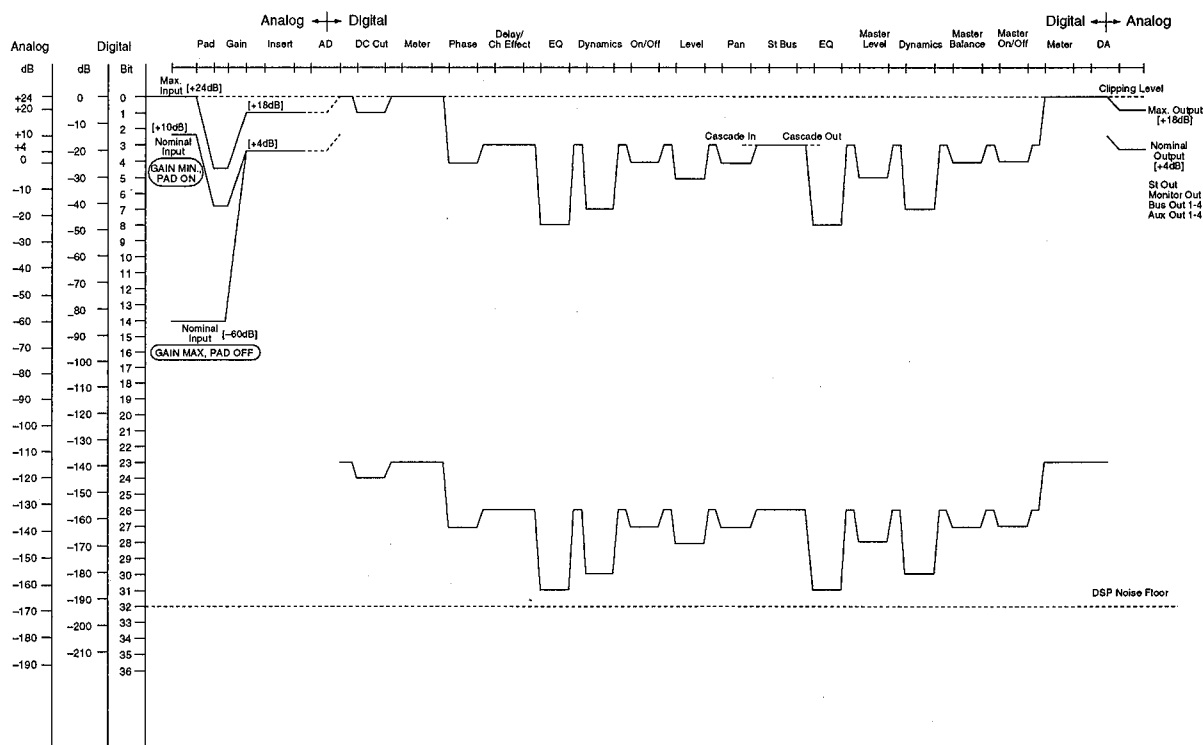 Analog Digital
Digital Analog
Pad Gain Insert AD DC Cut Meter Phase Delay/ Ch Effect EQ Dynamics On/Off Level Pan St Bus EQ Master Level Dynamics Master Balance Master On/Off Meter DA
Analog
dB
+24
+20
+10
+4
0
-10
-20
-30
-40
-50
-60
-70
-80
-90
-100
-110
-120
-130
-140
-150
-160
-170
-180
-190
Digital
dB
0
-10
-20
-30
-40
-50
-60
-70
-80
-90
-100
-110
-120
-130
-140
-150
-160
-170
-180
-190
-200
-210
Bit
0
1
2
3
4
5
6
7
8
9
10
11
12
13
14
15
16
17
18
19
20
21
22
23
24
25
26
27
28
29
30
31
32
33
34
35
36
Max.
Input [+24dB]
[+18dB]
[+10dB]
Nominal
Input
[+4dB]
GAIN MIN.,
PAD ON
Nominal
Input [-60dB]
GAIN MAX, PAD OFF
Cascade In
Cascade Out
Clipping Level
Max. Output
[+18dB]
Nominal
Output
[+4dB]
St Out
Monitor Out
Bus Out 1-4
Aux Out 1-4
DSP Noise Floor